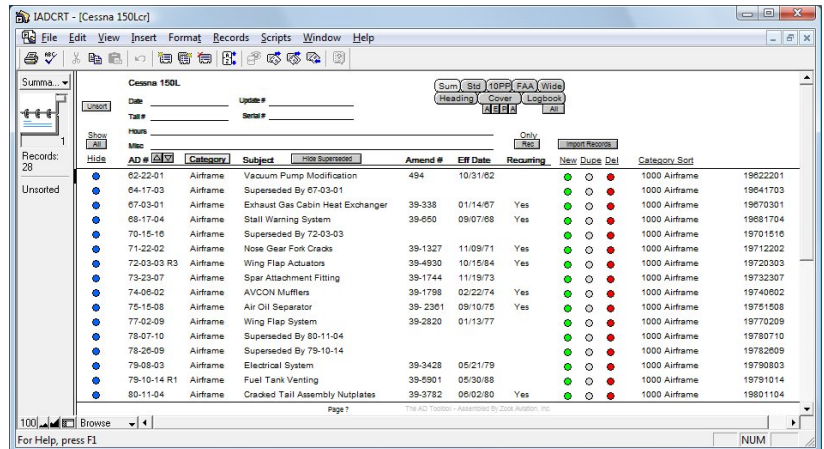 IADCRT - [Cessna 150Lcr]
File Edit View Insert Format Records Scripts Window Help
Summa...
1
Records:
28
Unsorted
Cessna 150L
Unsort
Date Update #
Tail # Serial #
Hours
Misc
Sum Std 10PP FAA Wide
Heading Cover Logbook
A E P A All
Show
All
Hide
Only
Rec
Import Records
AD # Category Subject Hide Superseded Amend # Eff Date Recurring New Dupe Del Category Sort
62-22-01 Airframe Vacuum Pump Modification 494 10/31/62 1000 Airframe 19622201
64-17-03 Airframe Superseded By 67-03-01 1000 Airframe 19641703
67-03-01 Airframe Exhaust Gas Cabin Heat Exchanger 39-338 01/14/67 Yes 1000 Airframe 19670301
68-17-04 Airframe Stall Warning System 39-650 09/07/68 Yes 1000 Airframe 19681704
70-15-16 Airframe Superseded By 72-03-03 1000 Airframe 19701516
71-22-02 Airframe Nose Gear Fork Cracks 39-1327 11/09/71 Yes 1000 Airframe 19712202
72-03-03 R3 Airframe Wing Flap Actuators 39-4930 10/15/84 Yes 1000 Airframe 19720303
73-23-07 Airframe Spar Attachment Fitting 39-1744 11/19/73 1000 Airframe 19732307
74-06-02 Airframe AVCON Mufflers 39-1798 02/22/74 Yes 1000 Airframe 19740602
75-15-08 Airframe Air Oil Separator 39- 2361 09/10/75 Yes 1000 Airframe 19751508
77-02-09 Airframe Wing Flap System 39-2820 01/13/77 1000 Airframe 19770209
78-07-10 Airframe Superseded By 80-11-04 1000 Airframe 19780710
78-26-09 Airframe Superseded By 79-10-14 1000 Airframe 19782609
79-08-03 Airframe Electrical System 39-3428 05/21/79 1000 Airframe 19790803
79-10-14 R1 Airframe Fuel Tank Venting 39-5901 05/30/88 1000 Airframe 19791014
80-11-04 Airframe Cracked Tail Assembly Nutplates 39-3782 06/02/80 Yes 1000 Airframe 19801104
Page ? The AD Toolbox - Assembled By Zook Aviation, Inc.
100 Browse
For Help, press F1 NUM